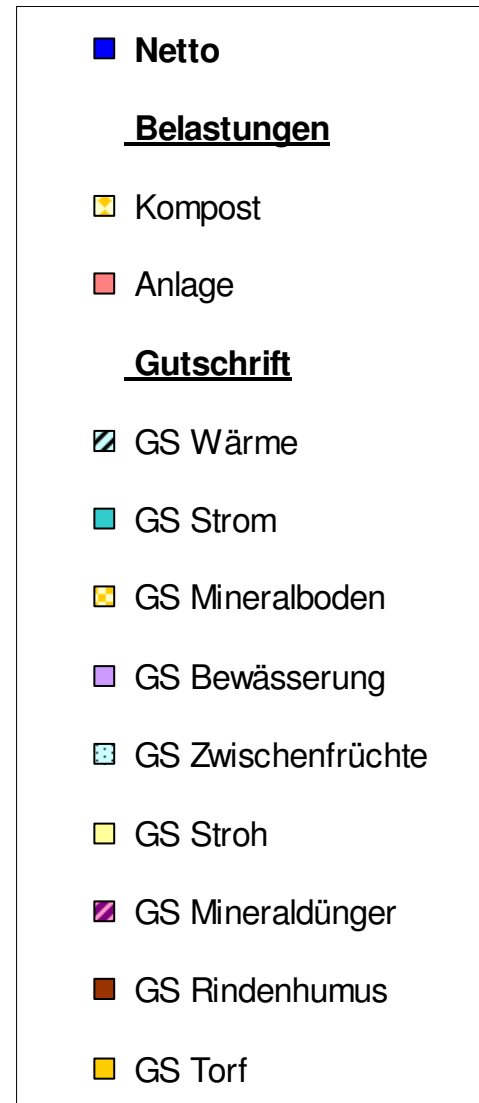 Netto
Belastungen
Kompost
Anlage
Gutschrift
GS Wärme
GS Strom
GS Mineralboden
GS Bewässerung
GS Zwischenfrüchte
GS Stroh
GS Mineraldünger
GS Rindenhumus
GS Torf